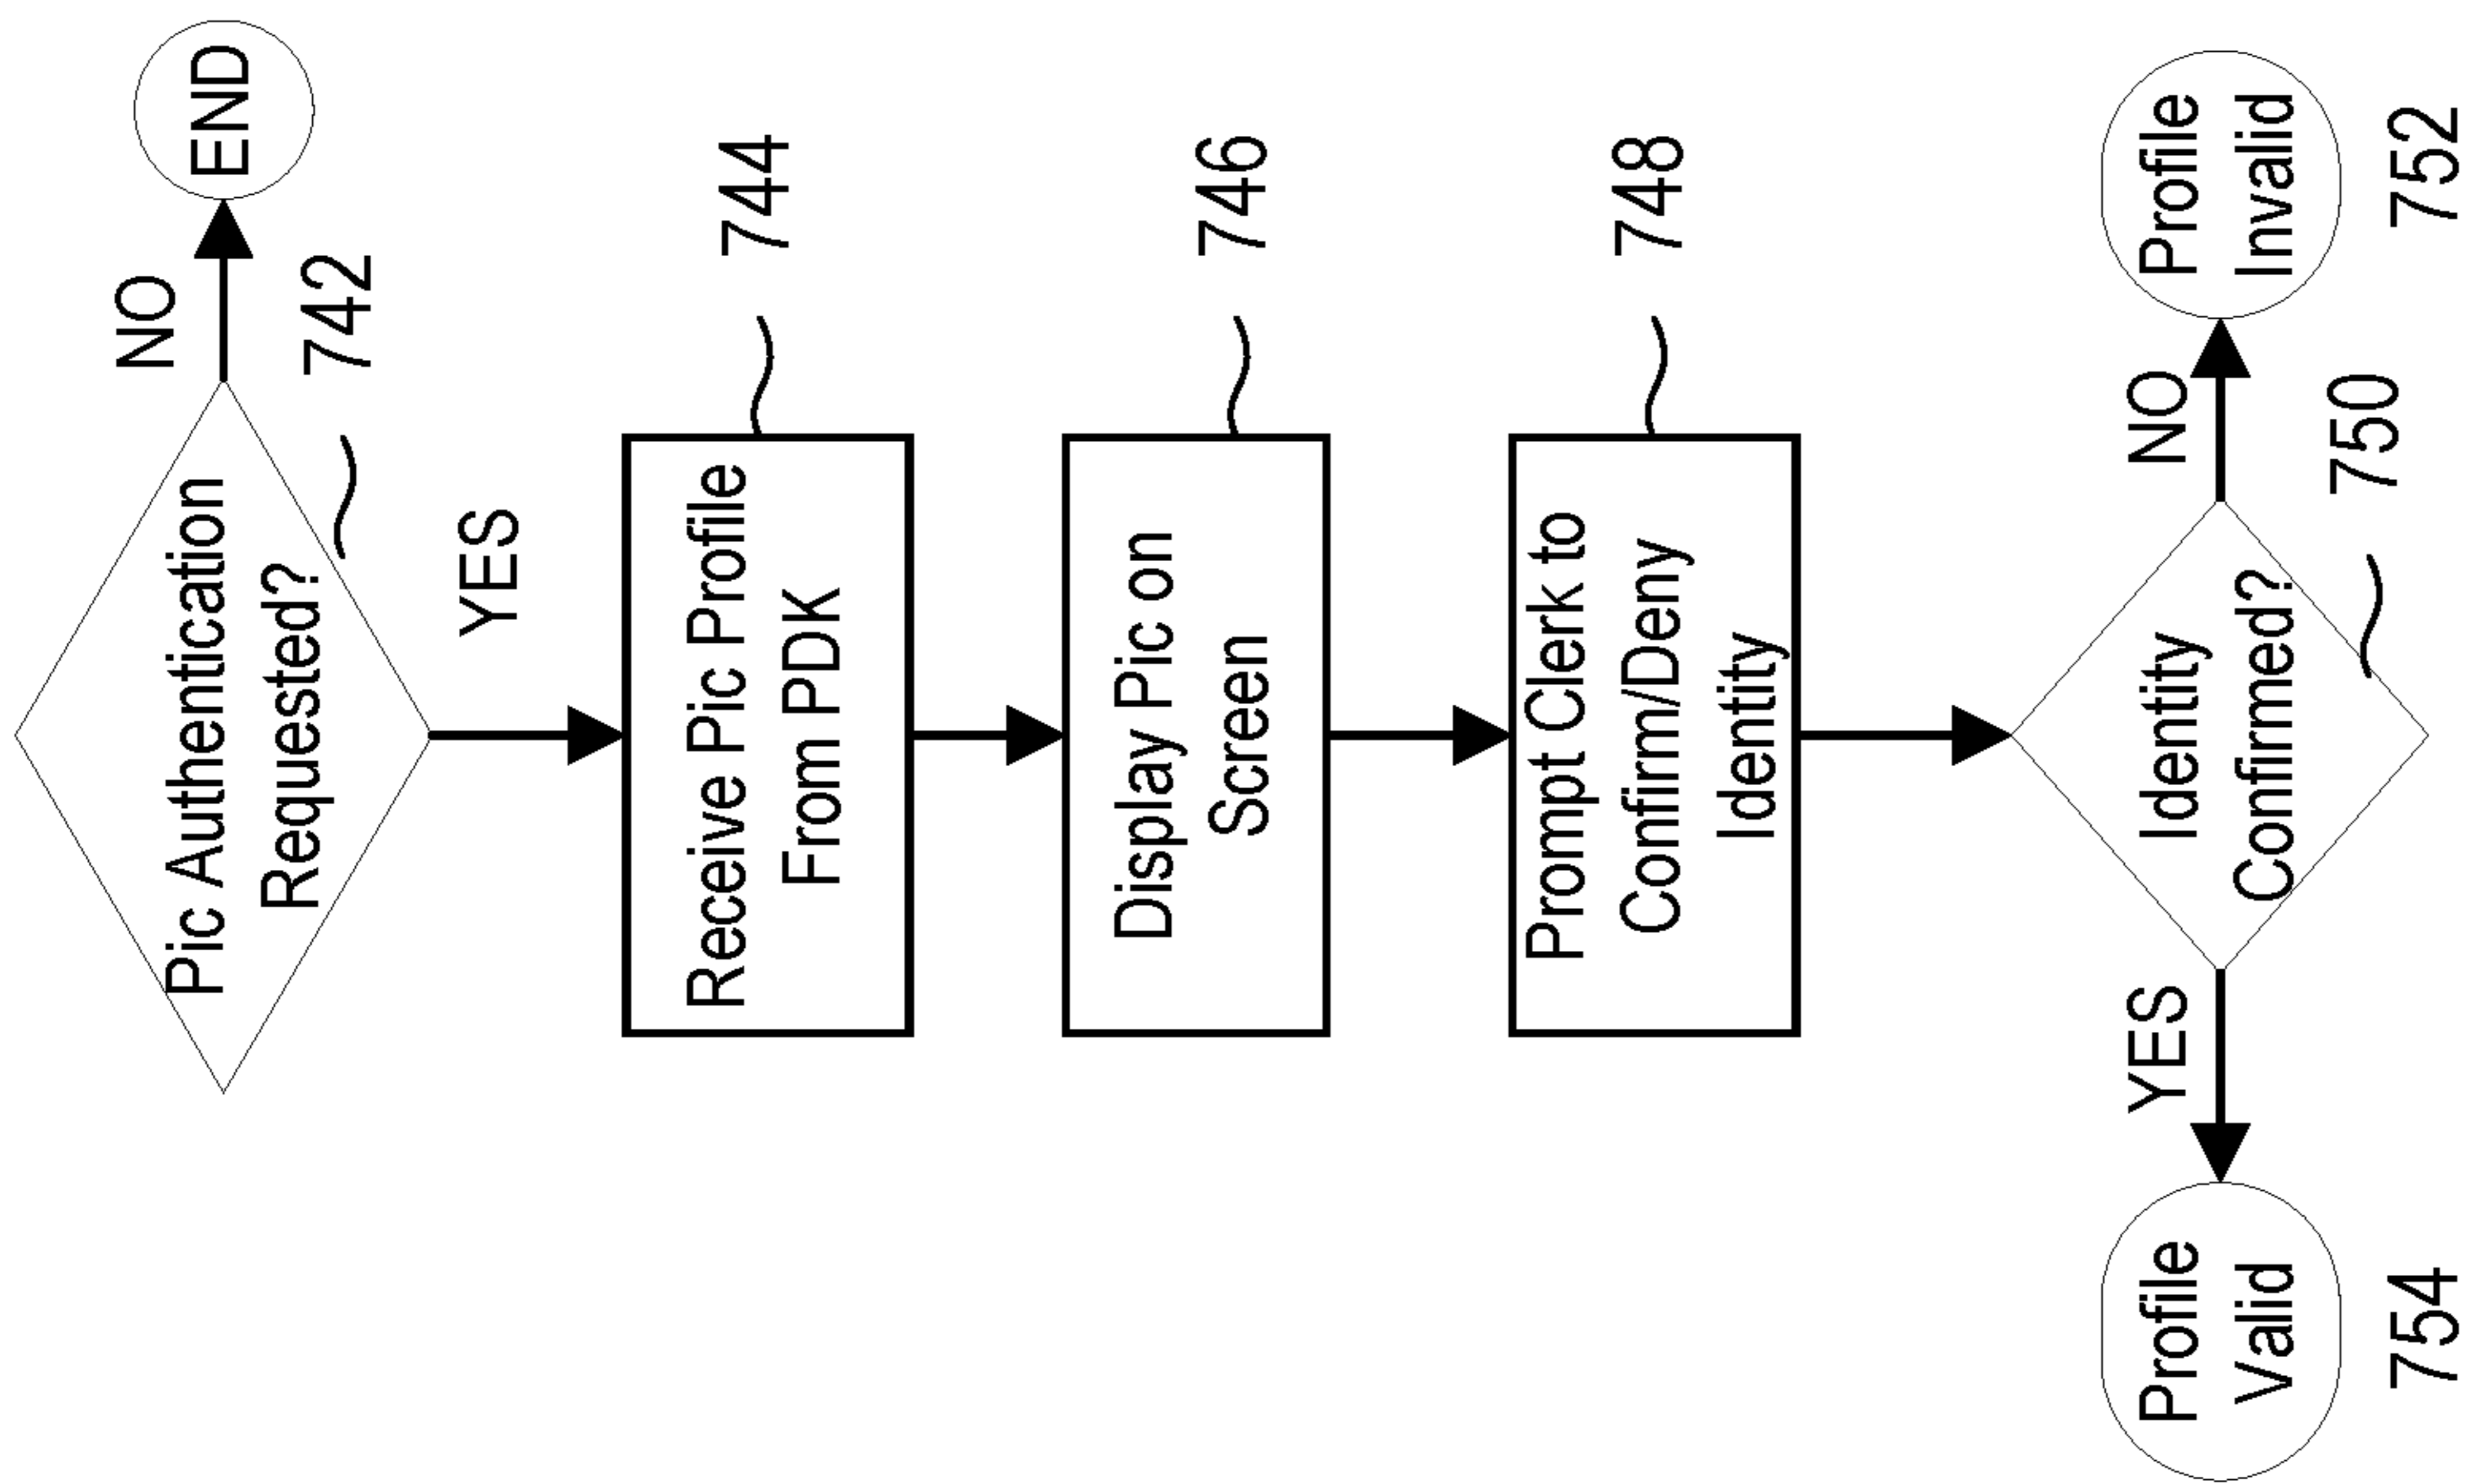 Pic Authentication
Requested?
742
NO
END
YES
Receive Pic Profile
From PDK
744
Display Pic on
Screen
746
Prompt Clerk to
Confirm/Deny
Identity
748
Identity
Confirmed?
750
YES
NO
Profile
Valid
754
Profile
Invalid
752